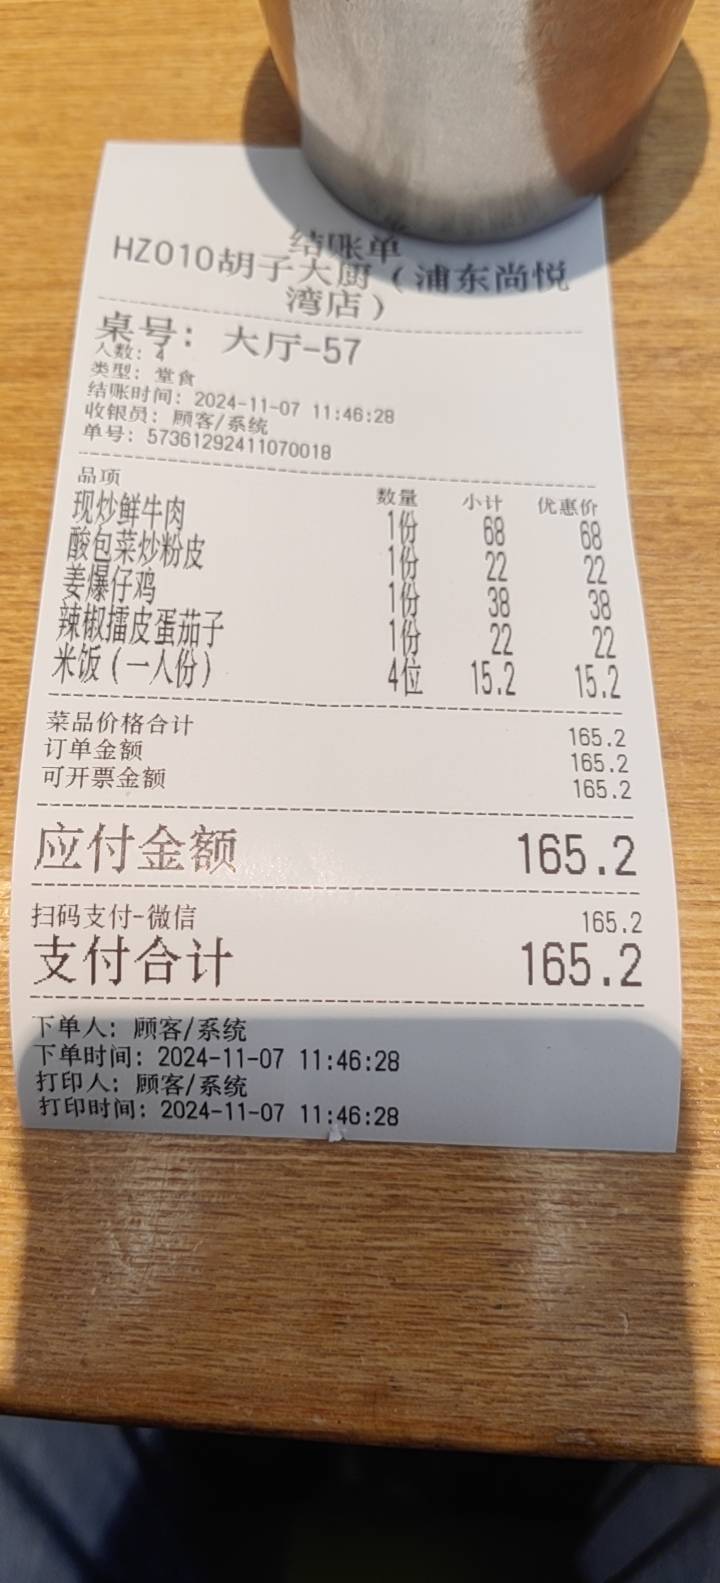 结账单
HZ010胡子大厨（浦东尚悦
湾店）
桌号：大厅-57
人数：4
类型：堂食
结账时间：2024-11-07 11:46:28
收银员：顾客/系统
单号：57361292411070018
品项 数量 小计 优惠价
现炒鲜牛肉 1份 68 68
酸包菜炒粉皮 1份 22 22
姜爆仔鸡 1份 38 38
辣椒擂皮蛋茄子 1份 22 22
米饭（一人份） 4位 15.2 15.2
菜品价格合计 165.2
订单金额 165.2
可开票金额 165.2
应付金额 165.2
扫码支付-微信 165.2
支付合计 165.2
下单人：顾客/系统
下单时间：2024-11-07 11:46:28
打印人：顾客/系统
打印时间：2024-11-07 11:46:28